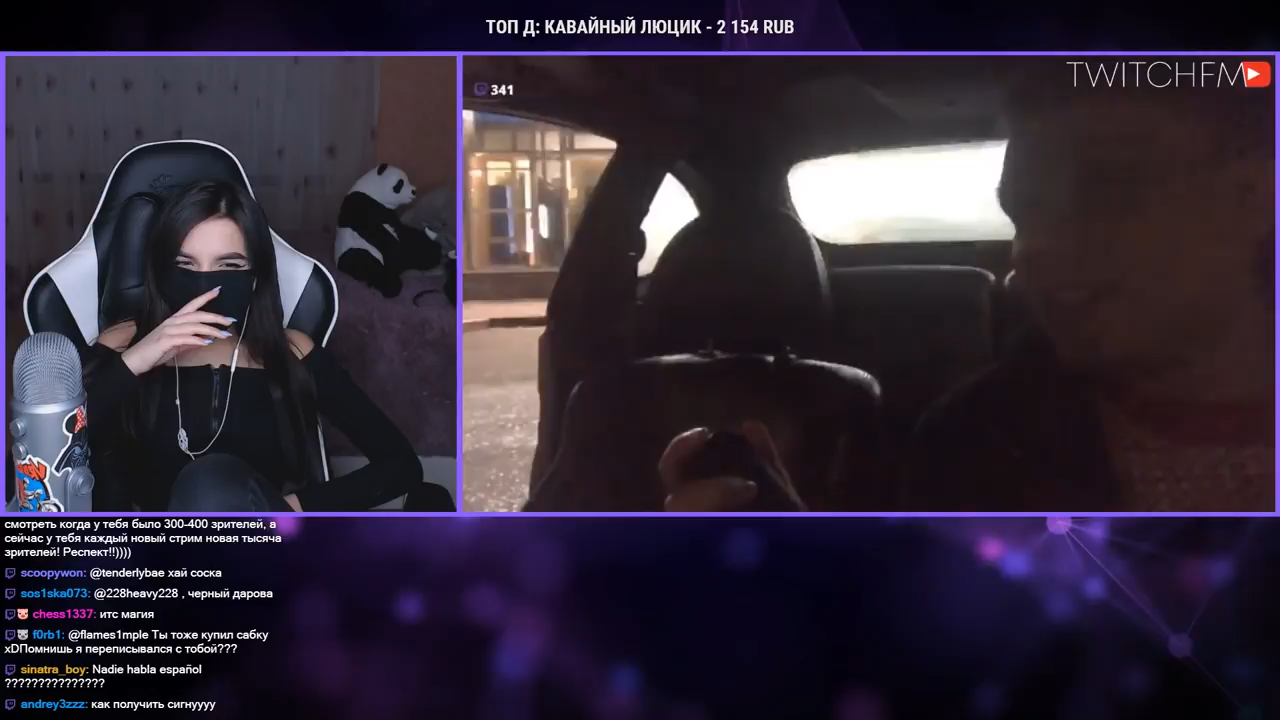 ТОП Д: КАВАЙНЫЙ ЛЮЦИК - 2 154 RUB
341
TWITCHFM
смотреть когда у тебя было 300-400 зрителей, а
сейчас у тебя каждый новый стрим новая тысяча
зрителей! Респект!!))))
scoopywon: @tenderlybae хай соска
sos1ska073: @228heavy228 , черный дарова
chess1337: итс магия
f0rb1: @flames1mple Ты тоже купил сабку
xDПомнишь я переписывался с тобой???
sinatra_boy: Nadie habla español
???????????????
andrey3zzz: как получить сигнуууу